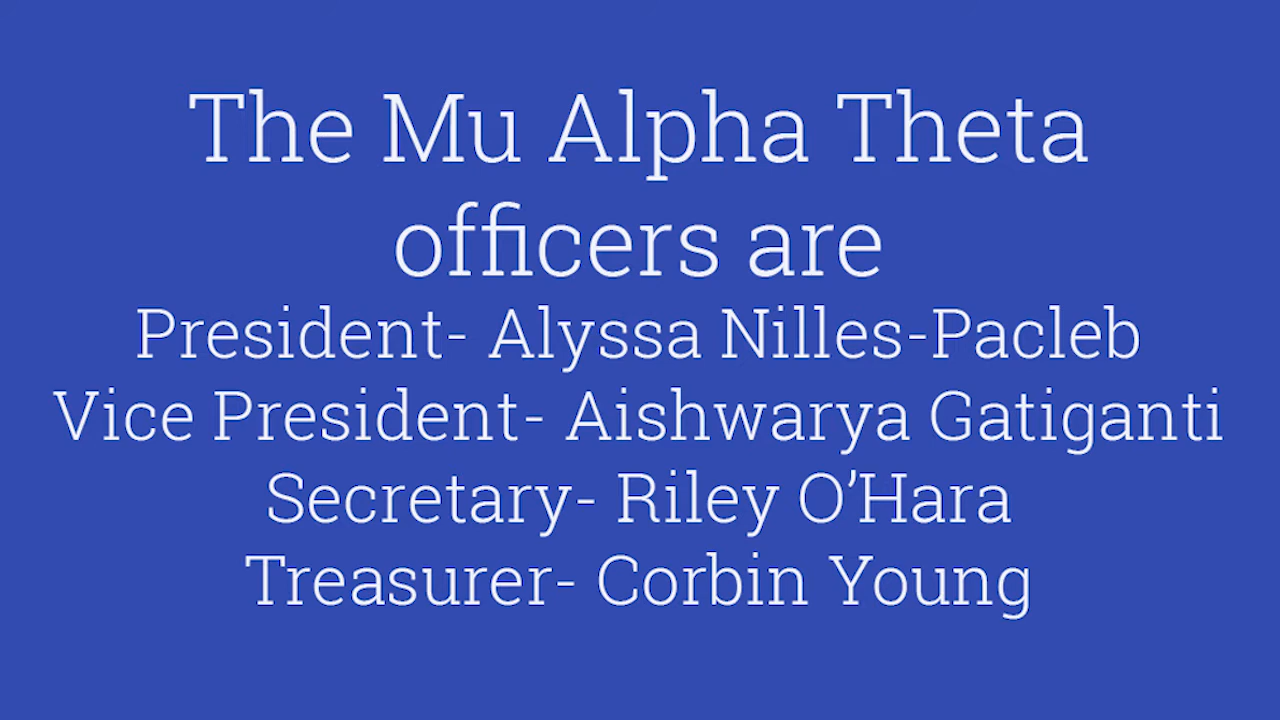 The Mu Alpha Theta
officers are
President- Alyssa Nilles-Pacleb
Vice President- Aishwarya Gatiganti
Secretary- Riley O’Hara
Treasurer- Corbin Young